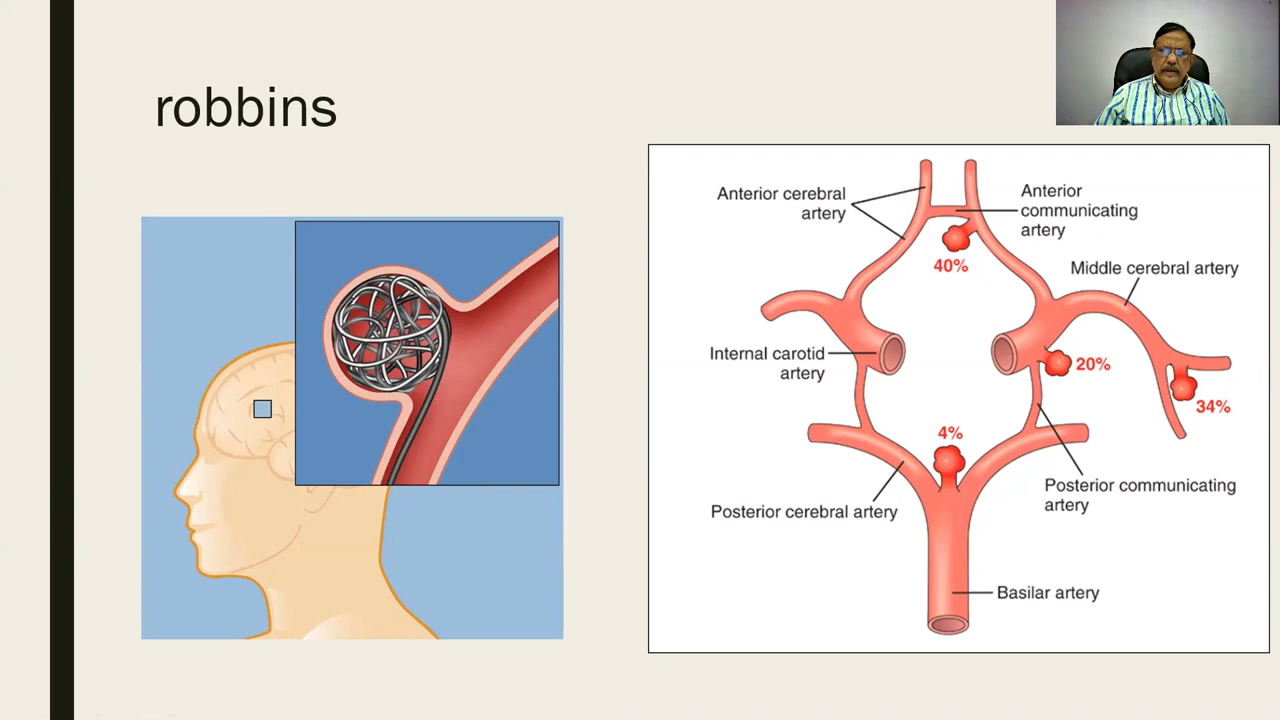 robbins
Anterior cerebral
artery
Anterior
communicating
artery
40%
Middle cerebral artery
Internal carotid
artery
20%
34%
4%
Posterior communicating
artery
Posterior cerebral artery
Basilar artery